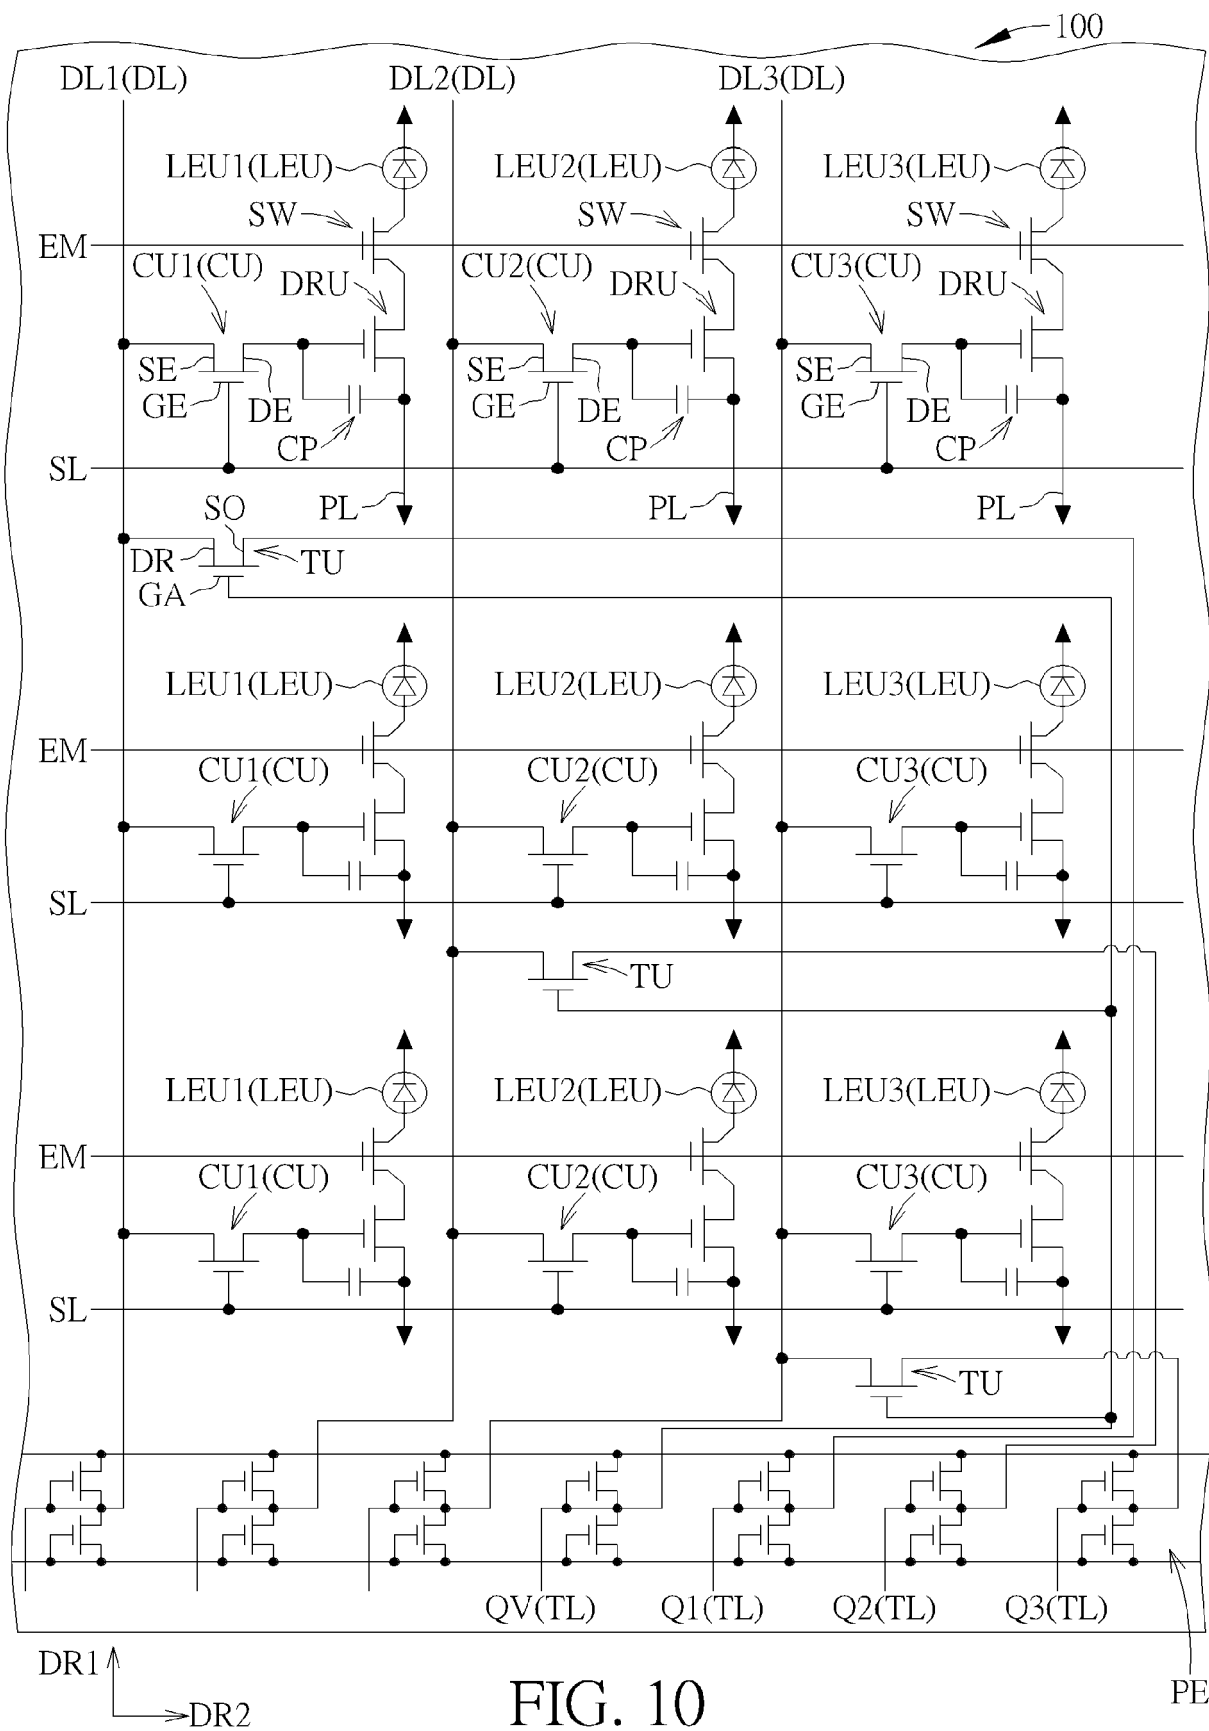 100
DL1(DL) DL2(DL) DL3(DL)
LEU1(LEU) LEU2(LEU) LEU3(LEU)
SW SW SW
EM
CU1(CU) CU2(CU) CU3(CU)
DRU DRU DRU
SE SE SE
GE DE GE DE GE DE
CP CP CP
SL
SO PL PL PL
DR TU
GA
LEU1(LEU) LEU2(LEU) LEU3(LEU)
EM
CU1(CU) CU2(CU) CU3(CU)
SL
TU
LEU1(LEU) LEU2(LEU) LEU3(LEU)
EM
CU1(CU) CU2(CU) CU3(CU)
SL
TU
QV(TL) Q1(TL) Q2(TL) Q3(TL)
DR1
PE
DR2
FIG. 10